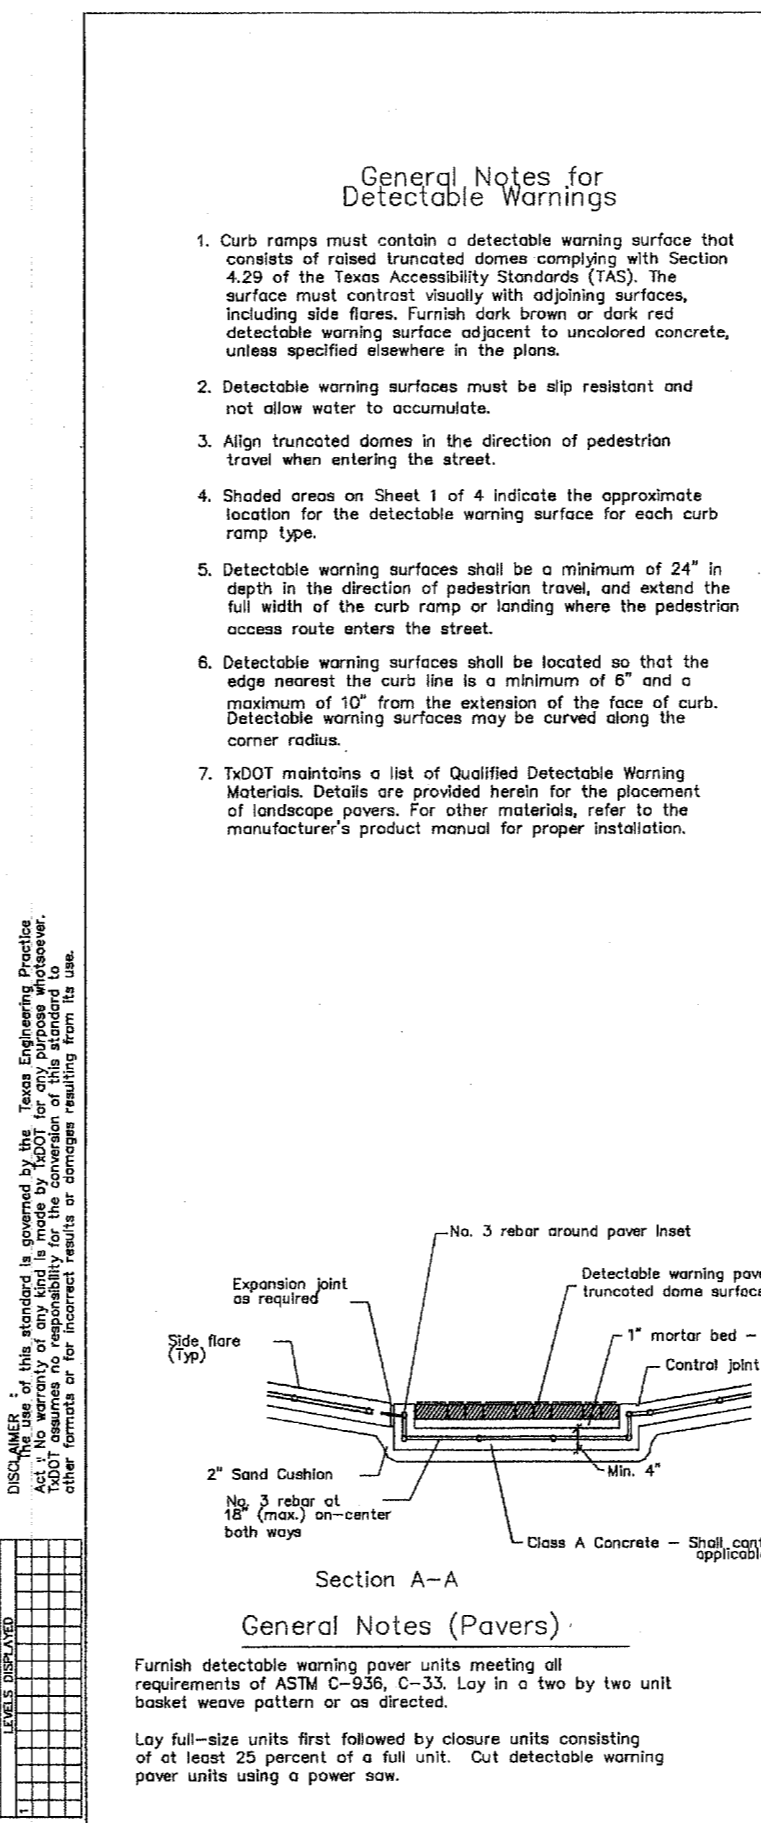 General Notes for
Detectable Warnings
1. Curb ramps must contain a detectable warning surface that
consists of raised truncated domes complying with Section
4.29 of the Texas Accessibility Standards (TAS). The
surface must contrast visually with adjoining surfaces,
including side flares. Furnish dark brown or dark red
detectable warning surface adjacent to uncolored concrete,
unless specified elsewhere in the plans.
2. Detectable warning surfaces must be slip resistant and
not allow water to accumulate.
3. Align truncated domes in the direction of pedestrian
travel when entering the street.
4. Shaded areas on Sheet 1 of 4 indicate the approximate
location for the detectable warning surface for each curb
ramp type.
5. Detectable warning surfaces shall be a minimum of 24" in
depth in the direction of pedestrian travel, and extend the
full width of the curb ramp or landing where the pedestrian
access route enters the street.
6. Detectable warning surfaces shall be located so that the
edge nearest the curb line is a minimum of 6" and a
maximum of 10" from the extension of the face of curb.
Detectable warning surfaces may be curved along the
corner radius.
7. TxDOT maintains a list of Qualified Detectable Warning
Materials. Details are provided herein for the placement
of landscape pavers. For other materials, refer to the
manufacturer's product manual for proper installation.
DISCLAIMER :
The use of this standard is governed by the Texas Engineering Practice
Act". No warranty of any kind is made by TxDOT for any purpose whatsoever.
TxDOT assumes no responsibility for the conversion of this standard to
other formats or for incorrect results or damages resulting from its use.
No. 3 rebar around paver Inset
Detectable warning pave
truncated dome surface
Expansion joint
as required
1" mortar bed –
Side flare
(Typ)
Control joint
2" Sand Cushion
Min. 4"
No. 3 rebar at
18" (max.) on-center
both ways
Class A Concrete – Shall conf
applicable
Section A-A
General Notes (Pavers)
Furnish detectable warning paver units meeting all
requirements of ASTM C-936, C-33. Lay in a two by two unit
basket weave pattern or as directed.
Lay full-size units first followed by closure units consisting
of at least 25 percent of a full unit. Cut detectable warning
paver units using a power saw.
LEVELS DISPLAYED
1